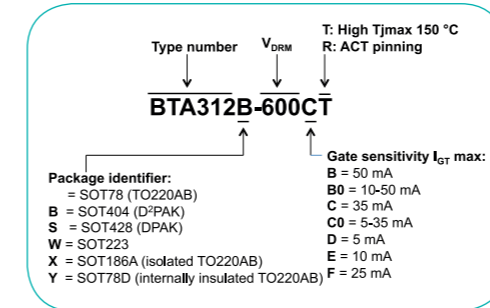 T: High Tjmax 150 °C
Type number VDRM R: ACT pinning
BTA312B-600CT
Package identifier:
= SOT78 (TO220AB)
B = SOT404 (D²PAK)
S = SOT428 (DPAK)
W = SOT223
X = SOT186A (isolated TO220AB)
Y = SOT78D (internally insulated TO220AB)
Gate sensitivity IGT max:
B = 50 mA
B0 = 10-50 mA
C = 35 mA
C0 = 5-35 mA
D = 5 mA
E = 10 mA
F = 25 mA